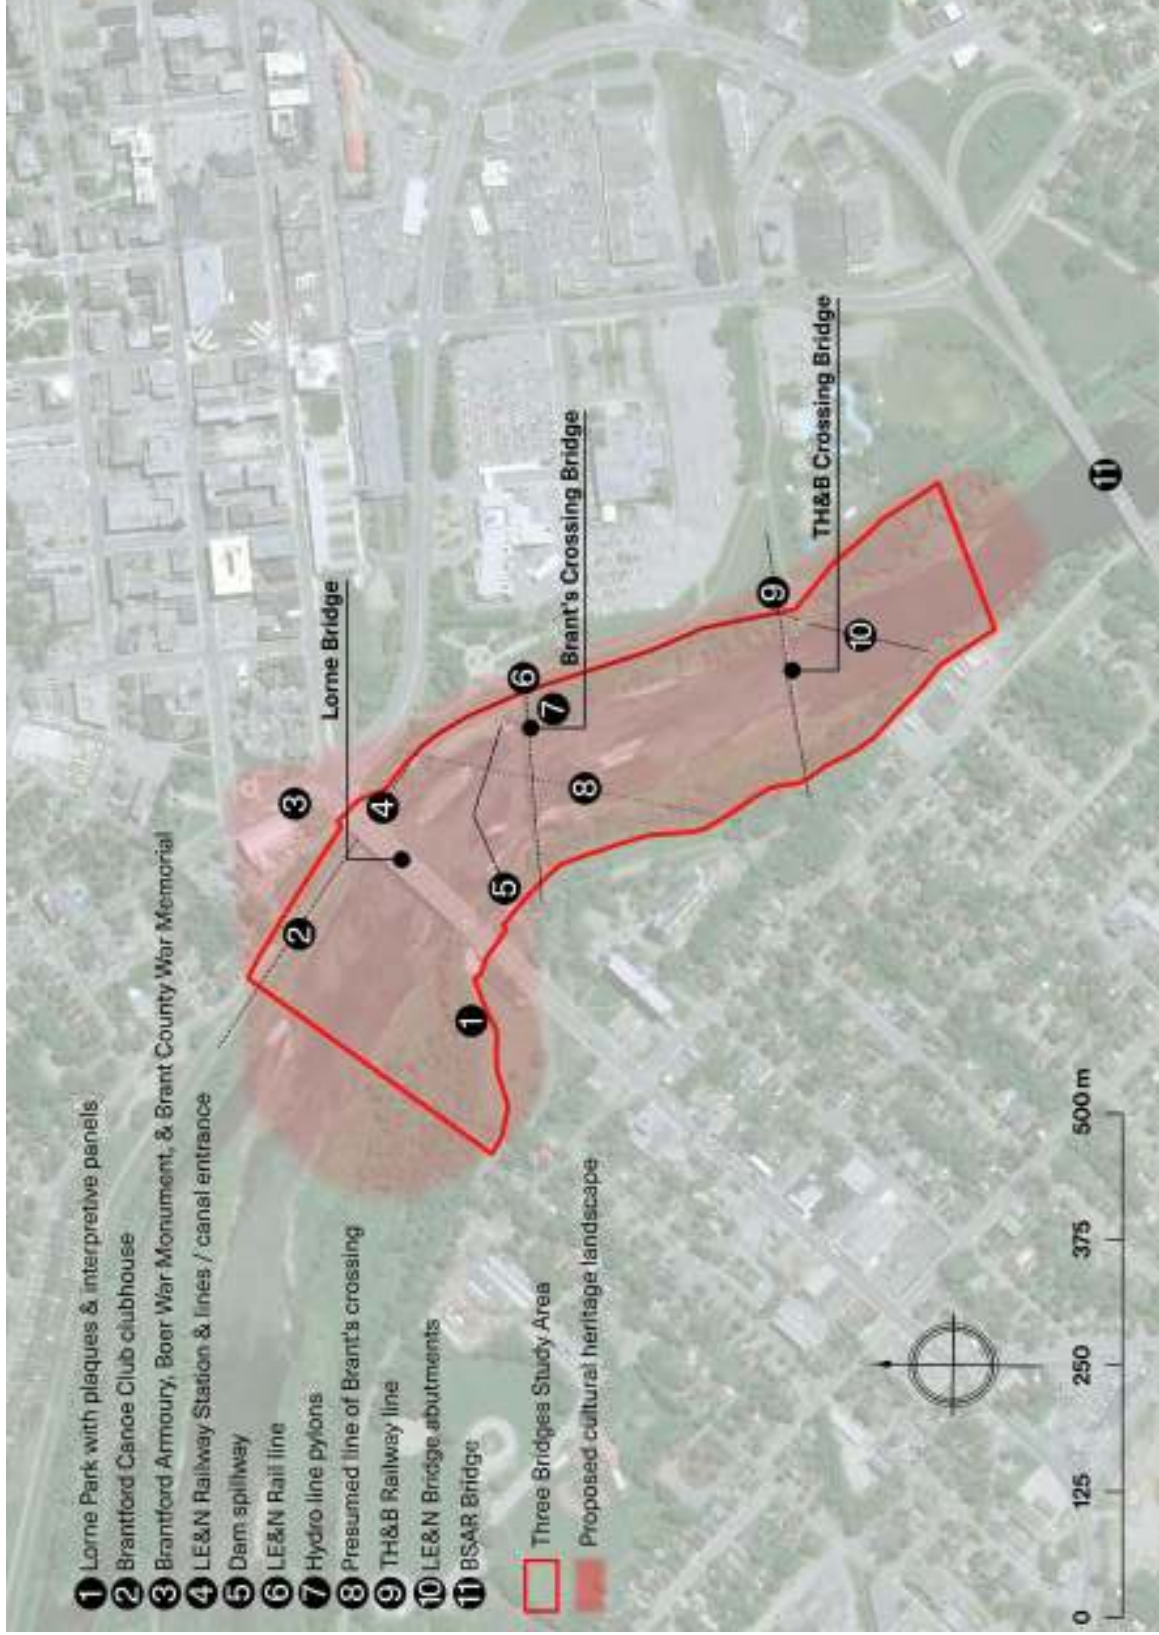 1 Lorne Park with plaques & interpretive panels
2 Brantford Canoe Club clubhouse
3 Brantford Armoury, Boer War Monument, & Brant County War Memorial
4 LE&N Railway Station & lines / canal entrance
5 Dam spillway
6 LE&N Rail line
7 Hydro line pylons
8 Presumed line of Brant's crossing
9 TH&B Railway line
10 LE&N Bridge abutments
11 BSAR Bridge
Three Bridges Study Area
Proposed cultural heritage landscape
0 125 250 375 500m
1
2
3
4
5
6
7
8
9
10
11
Lorne Bridge
Brant's Crossing Bridge
TH&B Crossing Bridge